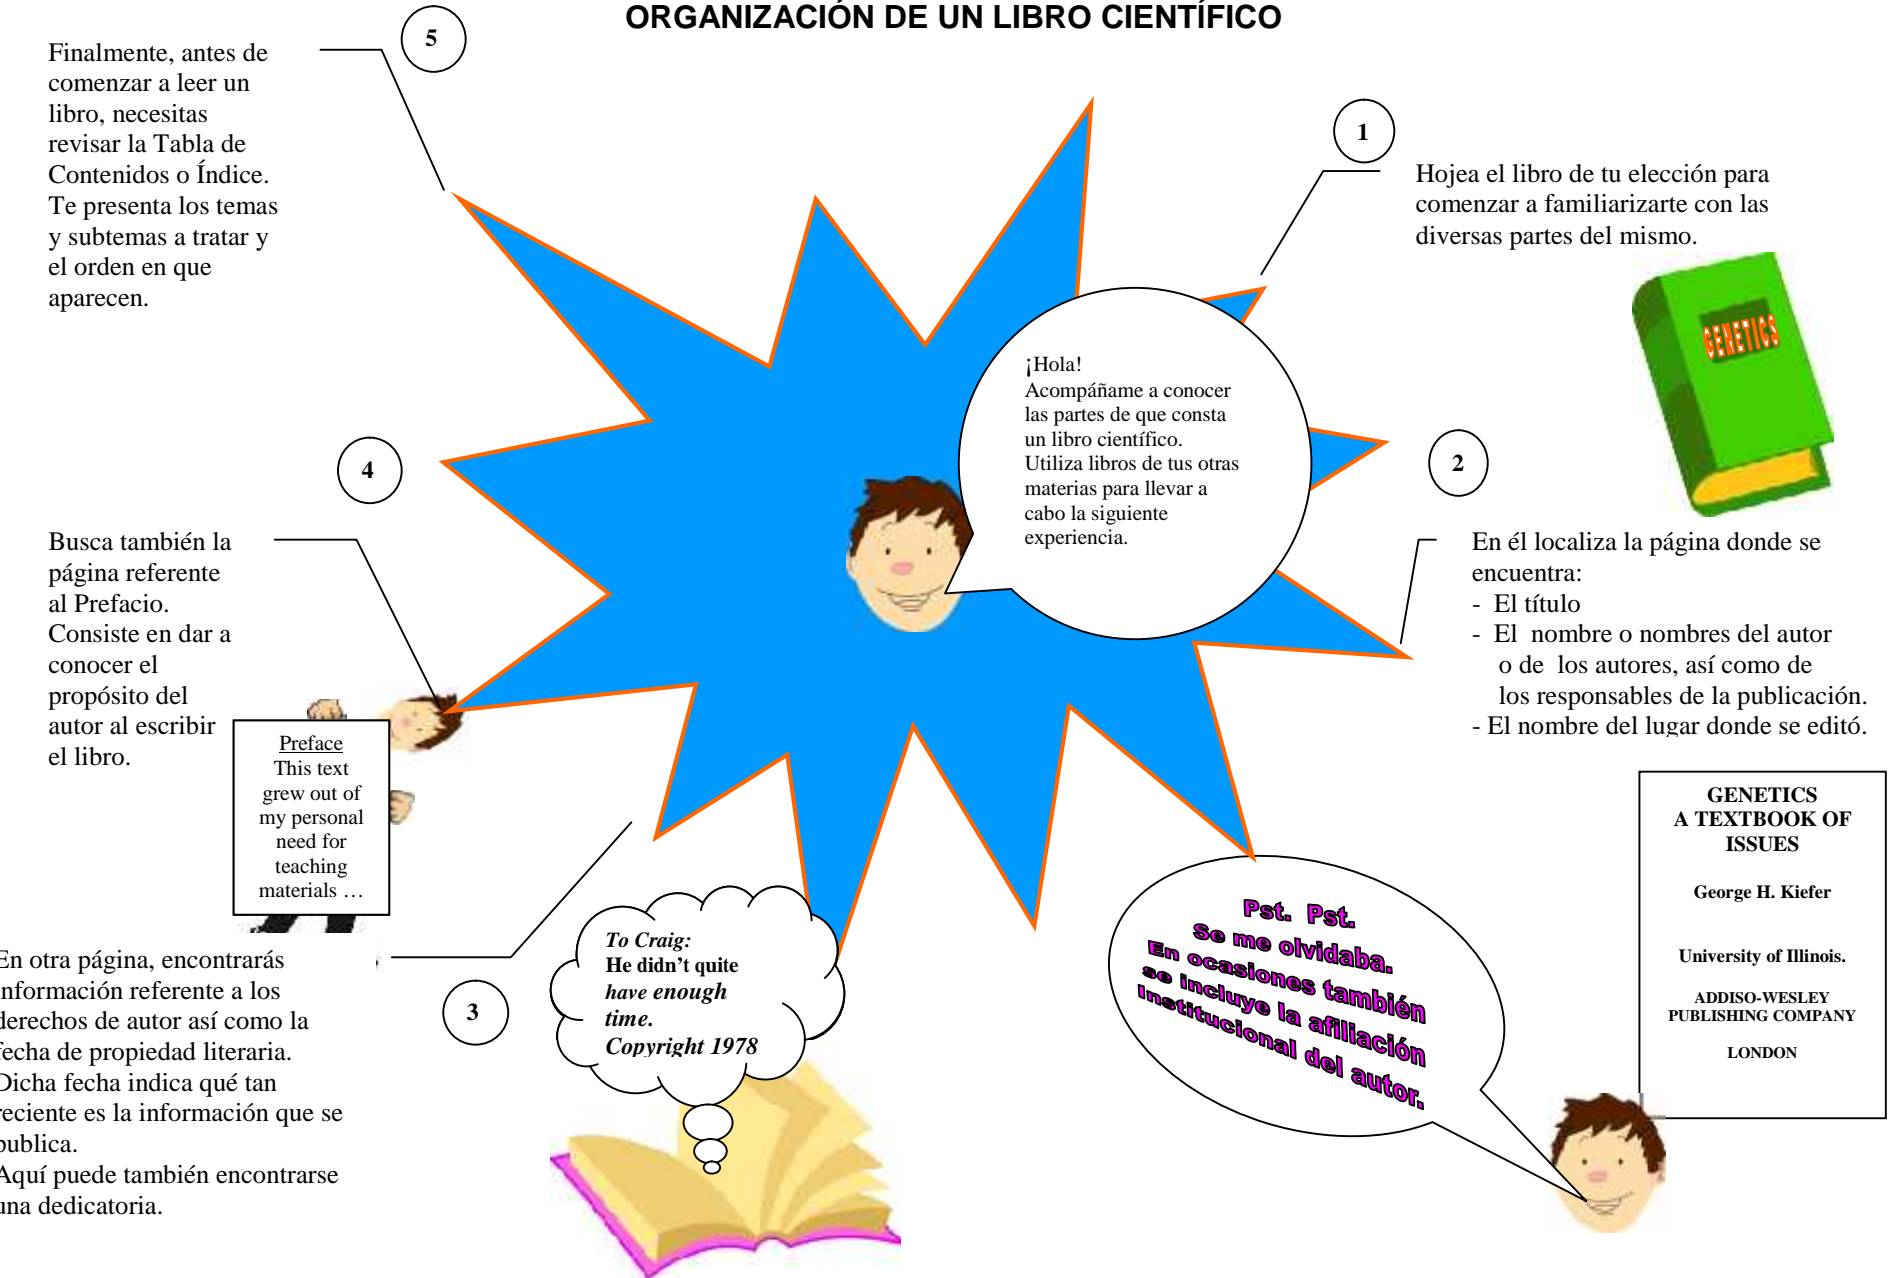 ORGANIZACIÓN DE UN LIBRO CIENTÍFICO
¡Hola!
Acompáñame a conocer
las partes de que consta
un libro científico.
Utiliza libros de tus otras
materias para llevar a
cabo la siguiente
experiencia.
1
Hojea el libro de tu elección para
comenzar a familiarizarte con las
diversas partes del mismo.
GENETICS
2
En él localiza la página donde se
encuentra:
- El título
- El nombre o nombres del autor
o de los autores, así como de
los responsables de la publicación.
- El nombre del lugar donde se editó.
GENETICS
A TEXTBOOK OF
ISSUES
George H. Kiefer
University of Illinois.
ADDISO-WESLEY
PUBLISHING COMPANY
LONDON
Pst. Pst.
Se me olvidaba.
En ocasiones también
se incluye la afiliación
Institucional del autor.
3
En otra página, encontrarás
información referente a los
derechos de autor así como la
fecha de propiedad literaria.
Dicha fecha indica qué tan
reciente es la información que se
publica.
Aquí puede también encontrarse
una dedicatoria.
To Craig:
He didn't quite
have enough
time.
Copyright 1978
4
Busca también la
página referente
al Prefacio.
Consiste en dar a
conocer el
propósito del
autor al escribir
el libro.
Preface
This text
grew out of
my personal
need for
teaching
materials …
5
Finalmente, antes de
comenzar a leer un
libro, necesitas
revisar la Tabla de
Contenidos o Índice.
Te presenta los temas
y subtemas a tratar y
el orden en que
aparecen.